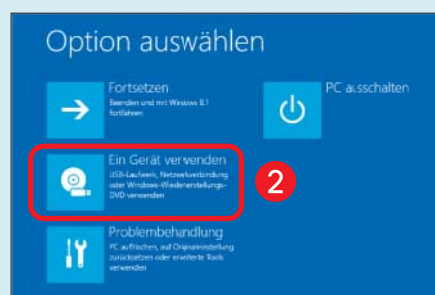 Option auswählen
Fortsetzen
Beenden und mit Windows 8.1
fortfahren
PC ausschalten
Ein Gerät verwenden
USB-Laufwerk, Netzwerkverbindung
oder Windows-Wiederherstellungs-
DVD verwenden
2
Problembehandlung
PC auffrischen, auf Originaleinstellung
zurücksetzen oder erweiterte Tools
verwenden